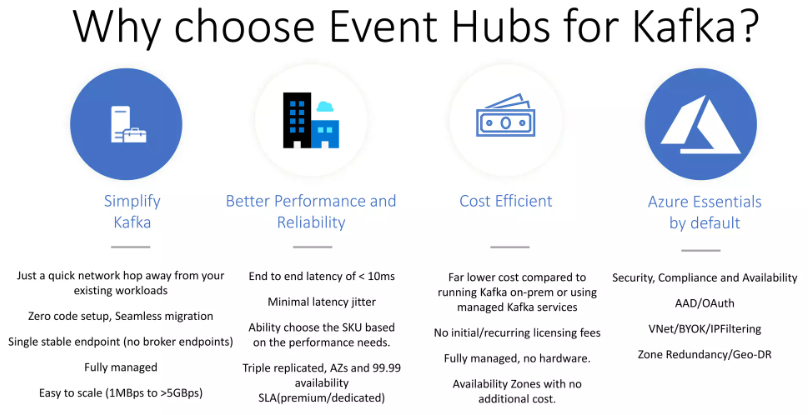 Why choose Event Hubs for Kafka?
Simplify
Kafka
Just a quick network hop away from your
existing workloads
Zero code setup, Seamless migration
Single stable endpoint (no broker endpoints)
Fully managed
Easy to scale (1MBps to >5GBps)
Better Performance and
Reliability
End to end latency of < 10ms
Minimal latency jitter
Ability choose the SKU based
on the performance needs.
Triple replicated, AZs and 99.99
availability
SLA(premium/dedicated)
Cost Efficient
Far lower cost compared to
running Kafka on-prem or using
managed Kafka services
No initial/recurring licensing fees
Fully managed, no hardware.
Availability Zones with no
additional cost.
Azure Essentials
by default
Security, Compliance and Availability
AAD/OAuth
VNet/BYOK/IPFiltering
Zone Redundancy/Geo-DR